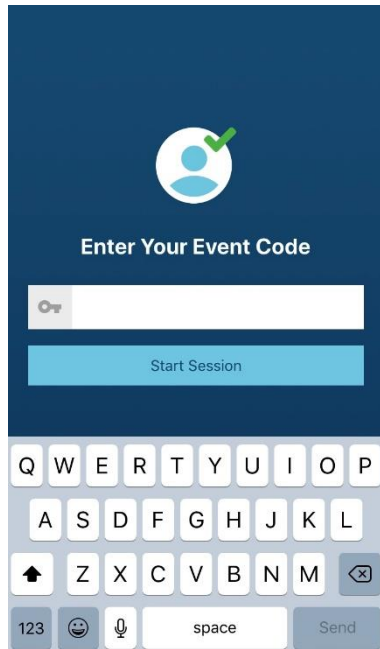 Enter Your Event Code
Start Session
Q W E R T Y U I O P
A S D F G H J K L
Z X C V B N M
123 space Send